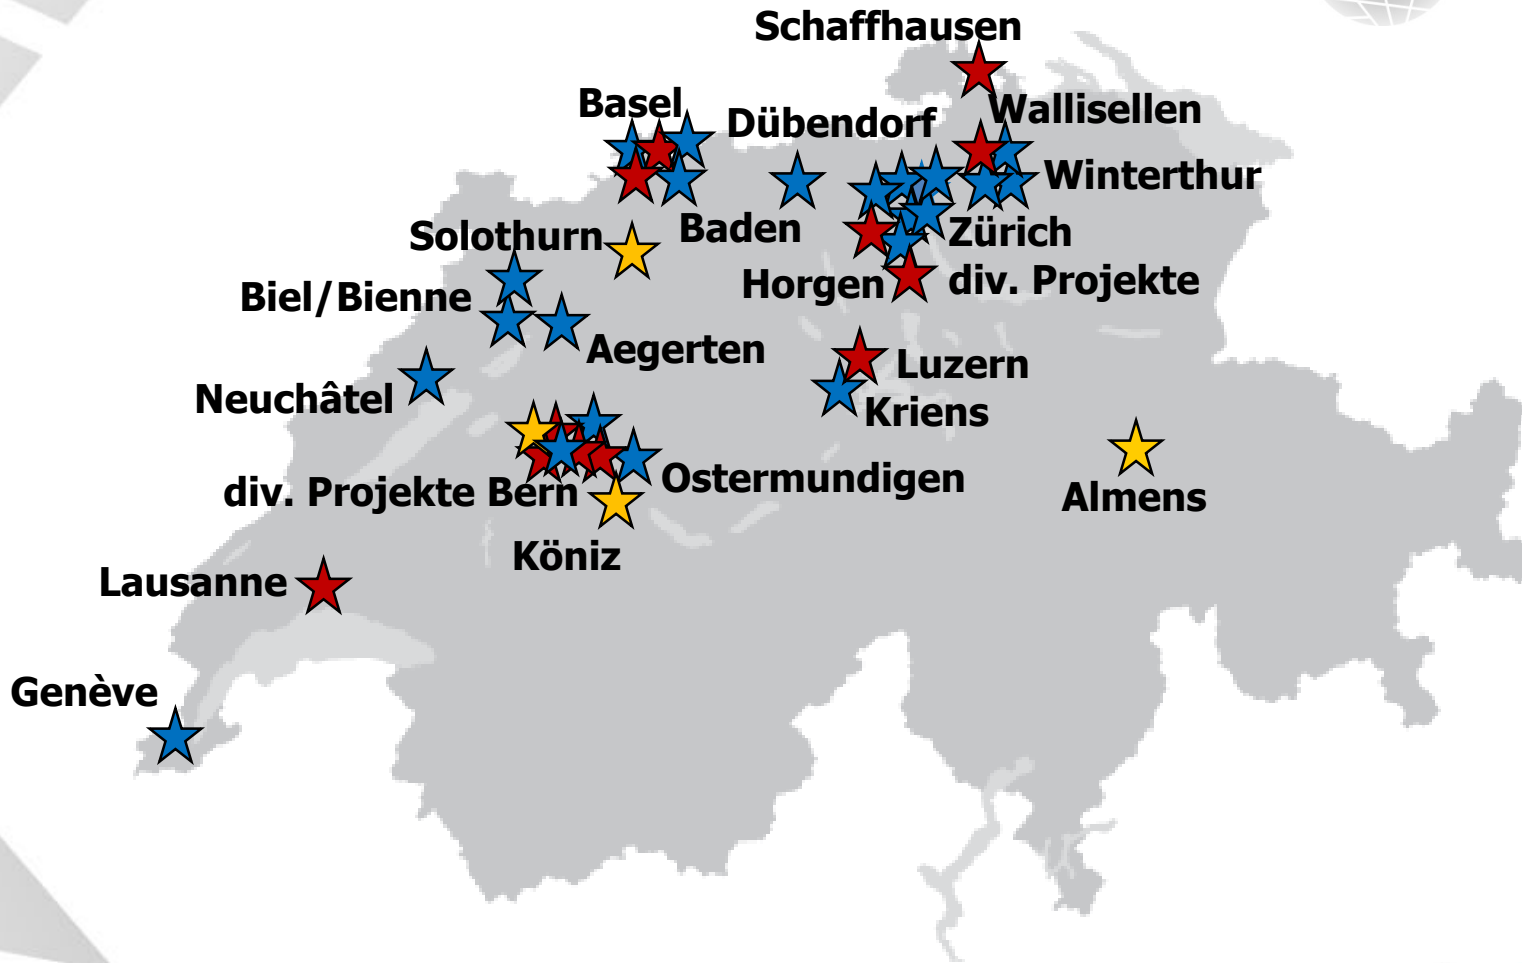 Schaffhausen
Basel
Wallisellen
Dübendorf
Winterthur
Solothurn
Baden
Zürich
Biel/Bienne
Horgen
div. Projekte
Aegerten
Luzern
Neuchâtel
Kriens
div. Projekte Bern
Ostermundigen
Almens
Köniz
Lausanne
Genève